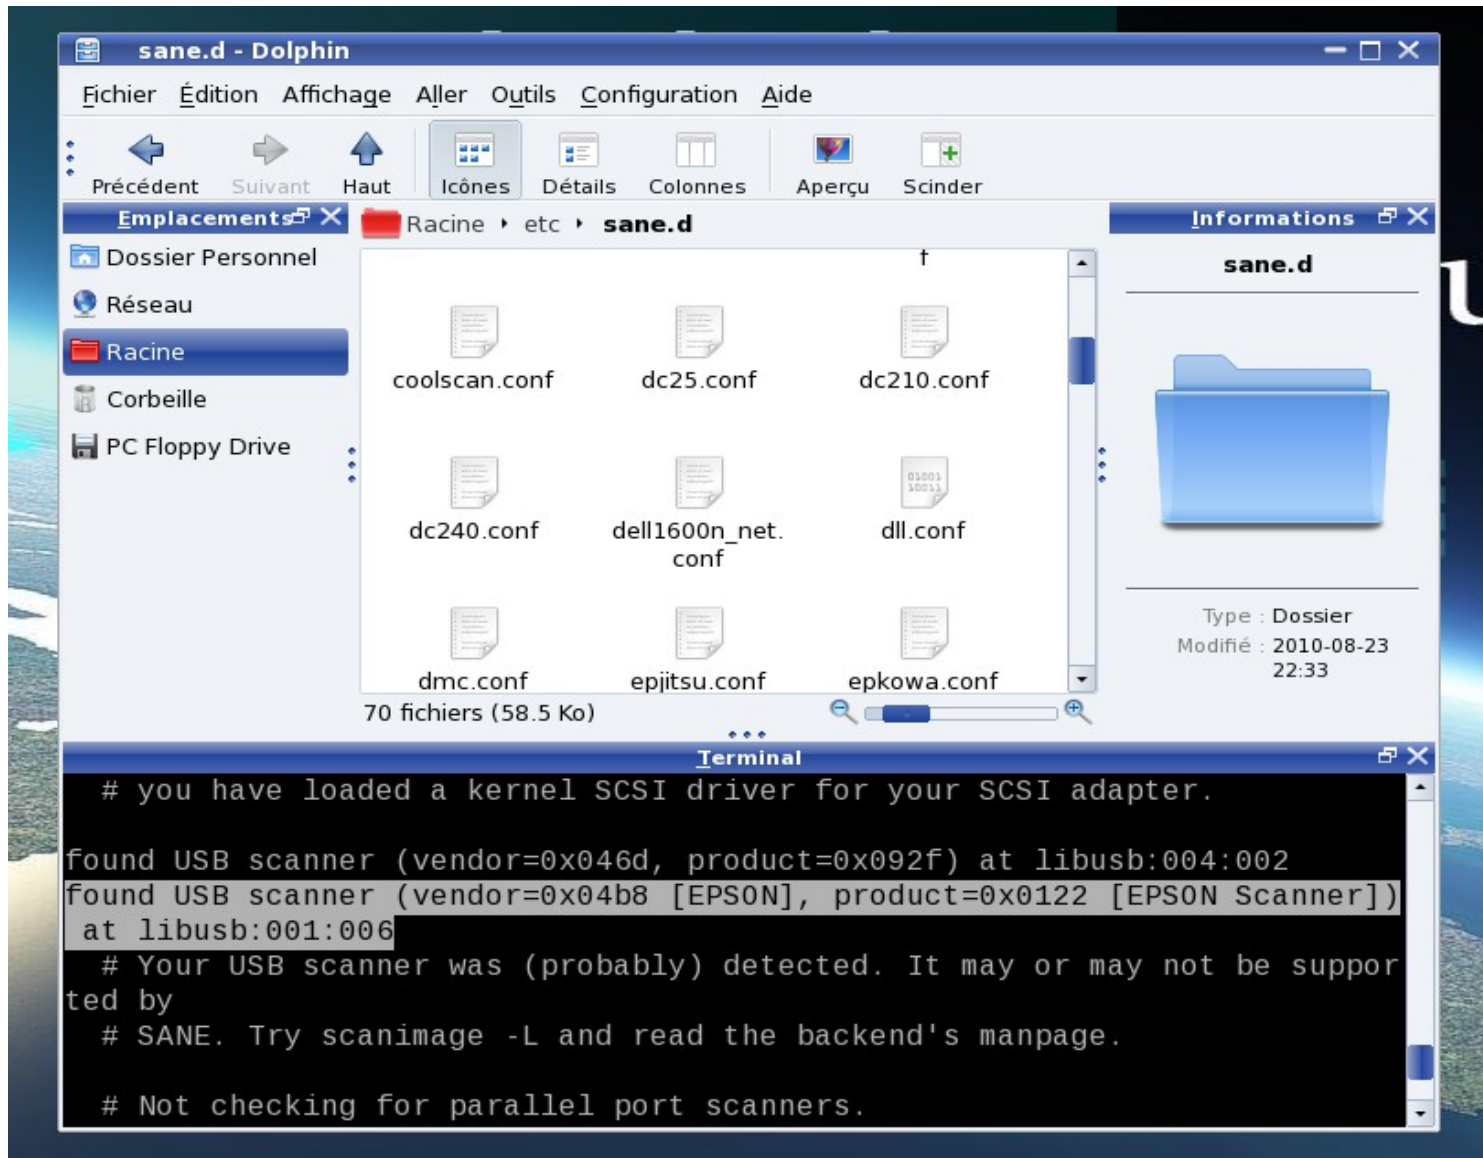 sane.d - Dolphin
Fichier Édition Affichage Aller Outils Configuration Aide
Précédent Suivant Haut Icônes Détails Colonnes Aperçu Scinder
Emplacements
Dossier Personnel
Réseau
Racine
Corbeille
PC Floppy Drive
Racine etc sane.d
f
coolscan.conf dc25.conf dc210.conf
dc240.conf dell1600n_net. dll.conf
conf
dmc.conf epjitsu.conf epkowa.conf
70 fichiers (58.5 Ko)
Informations
sane.d
Type : Dossier
Modifié : 2010-08-23
22:33
Terminal
# you have loaded a kernel SCSI driver for your SCSI adapter.
found USB scanner (vendor=0x046d, product=0x092f) at libusb:004:002
found USB scanner (vendor=0x04b8 [EPSON], product=0x0122 [EPSON Scanner])
at libusb:001:006
# Your USB scanner was (probably) detected. It may or may not be suppor
ted by
# SANE. Try scanimage -L and read the backend's manpage.
# Not checking for parallel port scanners.